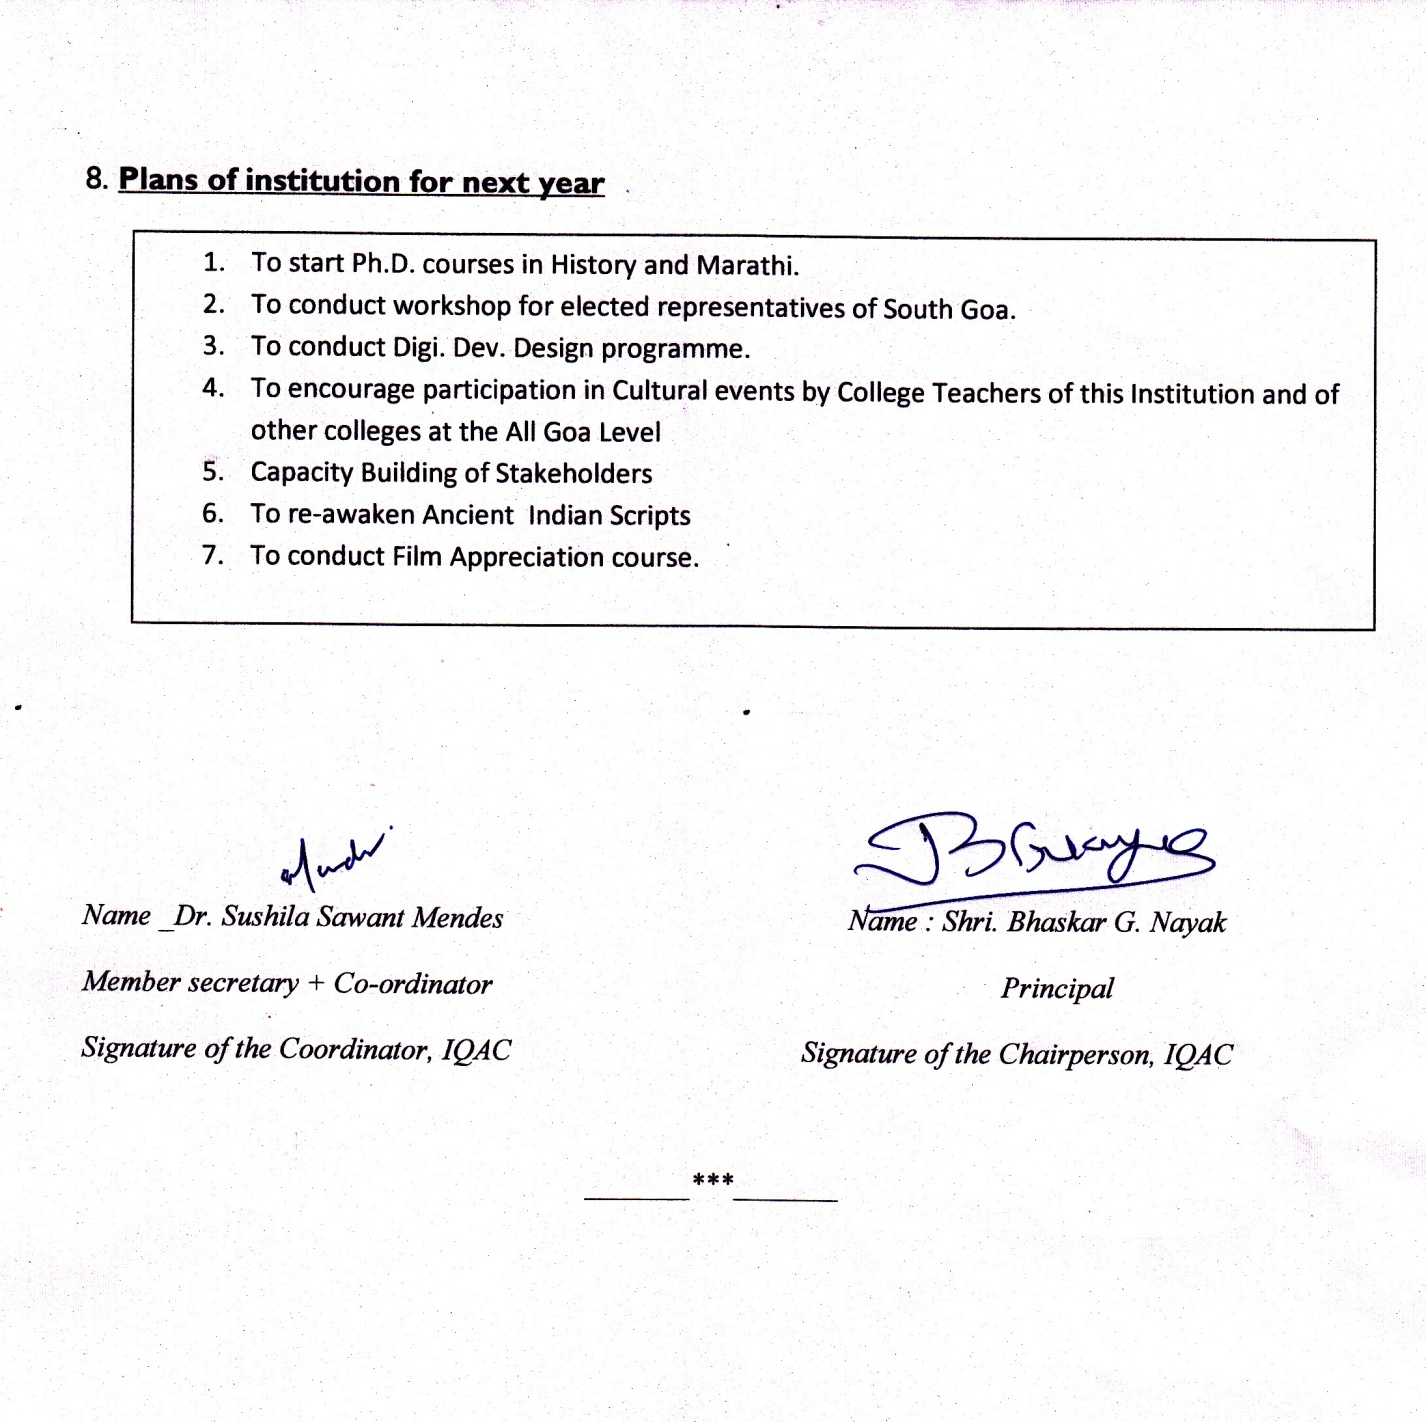 8. Plans of institution for next year
1. To start Ph.D. courses in History and Marathi.
2. To conduct workshop for elected representatives of South Goa.
3. To conduct Digi. Dev. Design programme.
4. To encourage participation in Cultural events by College Teachers of this Institution and of
other colleges at the All Goa Level
5. Capacity Building of Stakeholders
6. To re-awaken Ancient  Indian Scripts
7. To conduct Film Appreciation course.
Name _Dr. Sushila Sawant Mendes
Name : Shri. Bhaskar G. Nayak
Member secretary + Co-ordinator
Principal
Signature of the Coordinator, IQAC
Signature of the Chairperson, IQAC
***